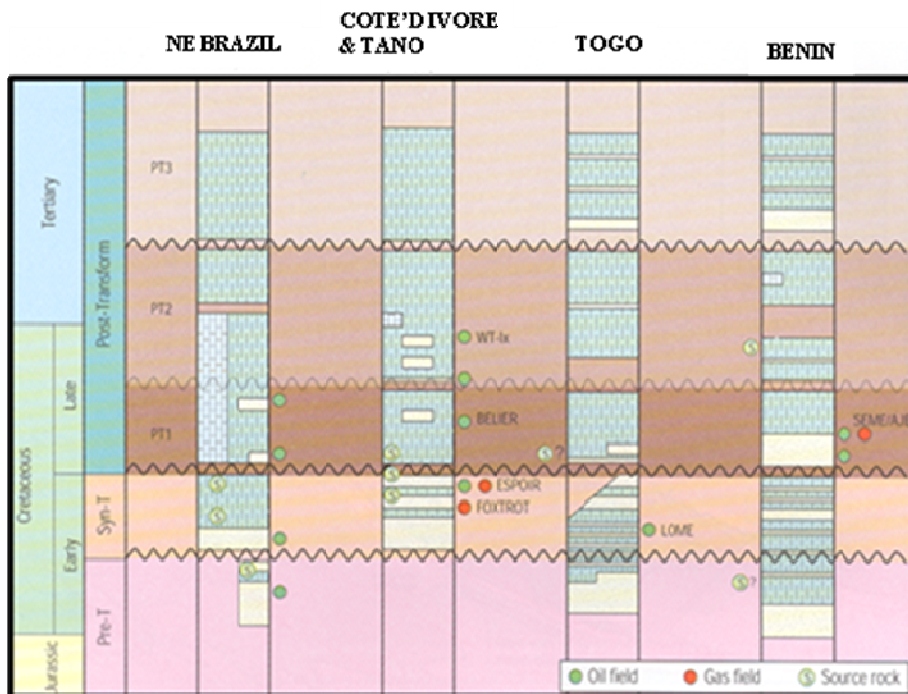 NE BRAZIL
COTE'D IVORE
& TANO
TOGO
BENIN
Tertiary
Cretaceous
Jurassic
Late
Early
Post-Transform
Syn-T
Pre-T
PT3
PT2
PT1
WT-Ix
BELIER
ESPOIR
FOXTROT
S ?
LOME
S
S ?
SEME/AJE
S
S
S
S
S
S
Oil field
Gas field
S Source rock